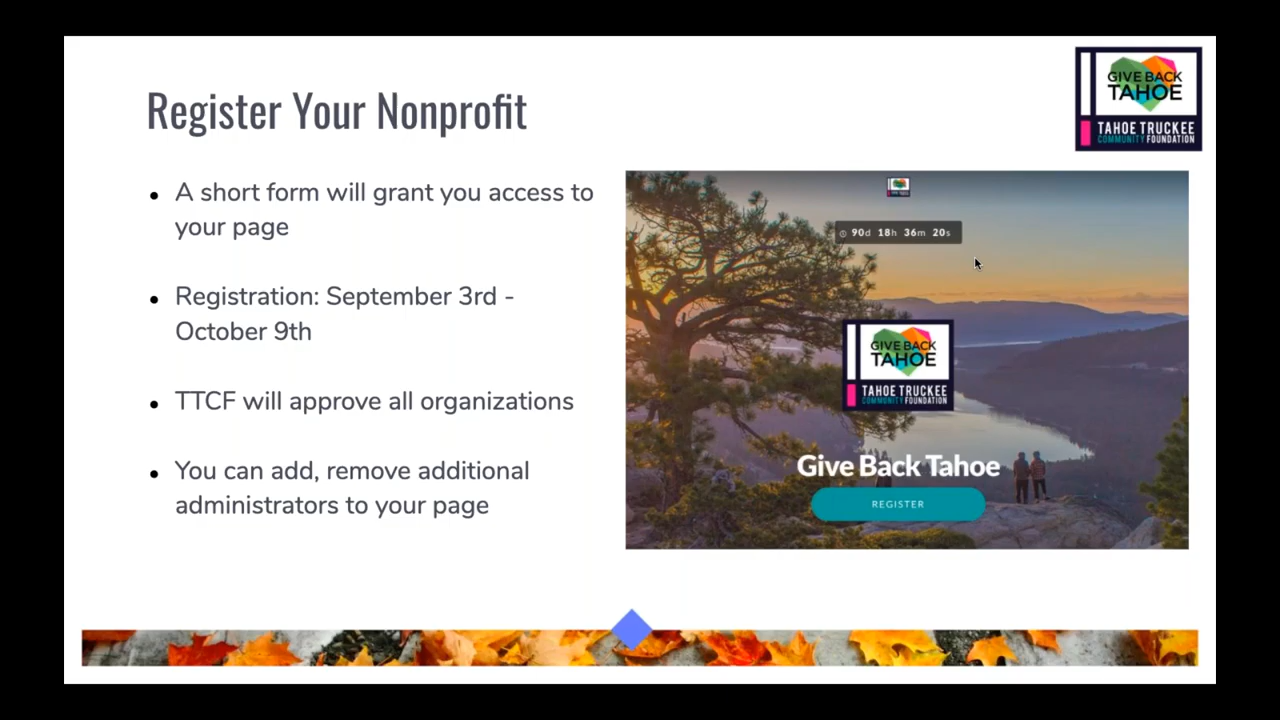 Register Your Nonprofit
GIVE BACK
TAHOE
TAHOE TRUCKEE
COMMUNITY FOUNDATION
• A short form will grant you access to
your page
• Registration: September 3rd -
October 9th
• TTCF will approve all organizations
• You can add, remove additional
administrators to your page
90d 18h 36m 20s
GIVE BACK
TAHOE
TAHOE TRUCKEE
COMMUNITY FOUNDATION
Give Back Tahoe
REGISTER